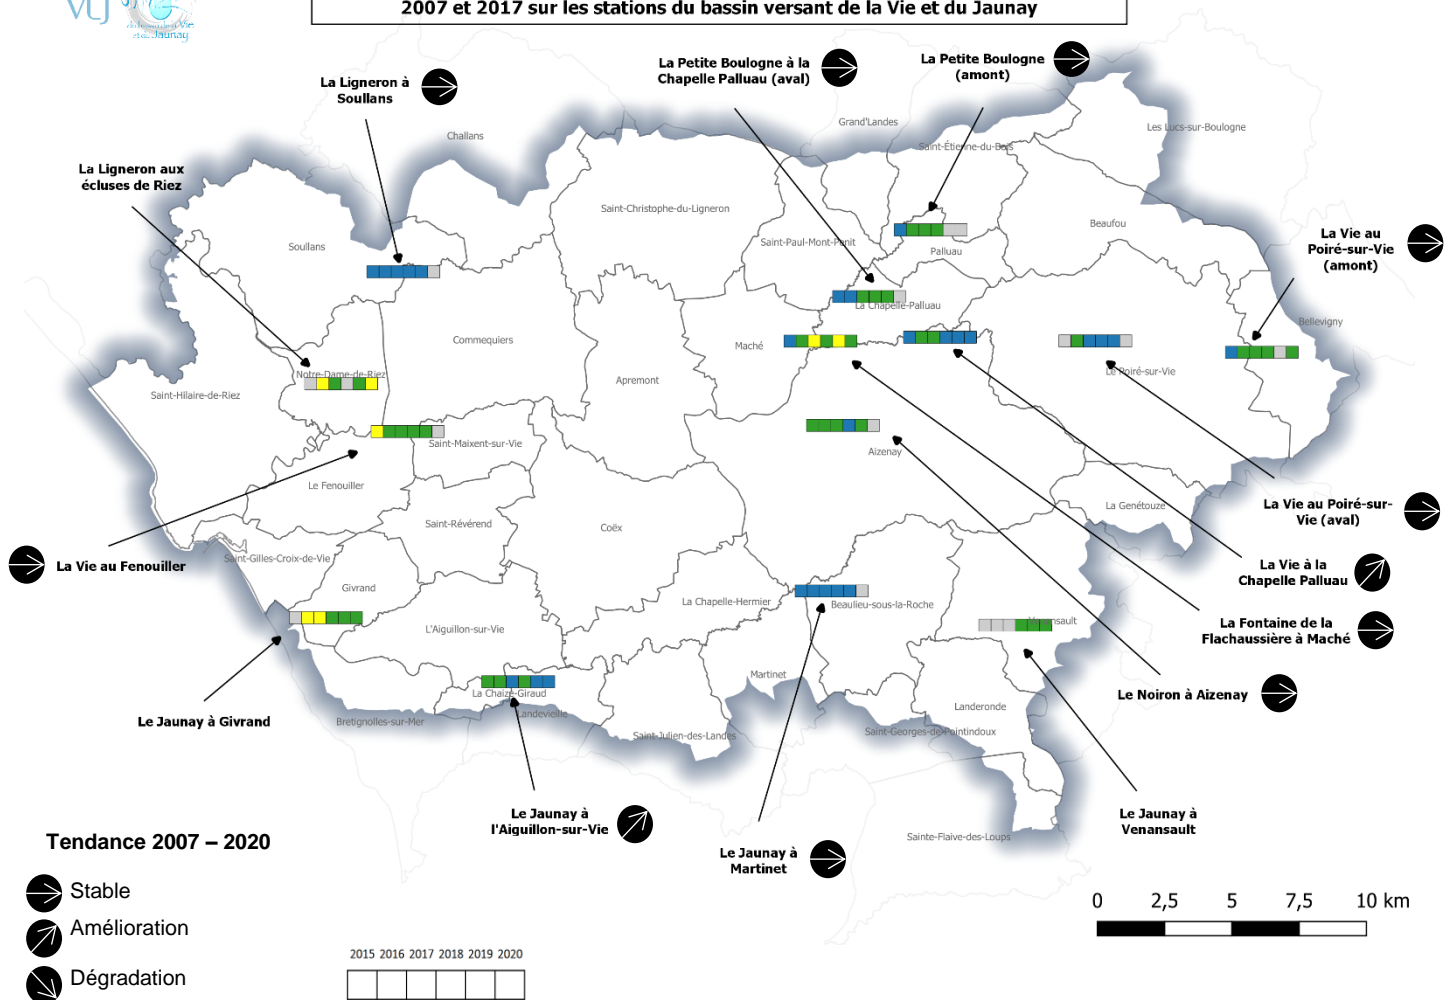 VCJ
du bassin de la Vie
et du Jaunay
2007 et 2017 sur les stations du bassin versant de la Vie et du Jaunay
La Petite Boulogne à la
Chapelle Palluau (aval)
La Petite Boulogne
(amont)
La Ligneron à
Soullans
Grand'Landes
Les Lucs-sur-Boulogne
Challans
Saint-Étienne-du-Bois
La Ligneron aux
écluses de Riez
Saint-Christophe-du-Ligneron
Beaufou
La Vie au
Poiré-sur-Vie
(amont)
Soullans
Saint-Paul-Mont-Penit
Palluau
La Chapelle-Palluau
Bellevigny
Commequiers
Maché
Notre-Dame-de-Riez
Apremont
Le Poiré-sur-Vie
Saint-Hilaire-de-Riez
Saint-Maixent-sur-Vie
Aizenay
Le Fenouiller
La Genétouze
La Vie au Poiré-sur-
Vie (aval)
Saint-Révérend
Coëx
Saint-Gilles-Croix-de-Vie
La Vie au Fenouiller
La Vie à la
Chapelle Palluau
Givrand
La Chapelle-Hermier
Beaulieu-sous-la-Roche
L'Aiguillon-sur-Vie
Venansault
La Fontaine de la
Flachaussière à Maché
Martinet
Le Noiron à Aizenay
La Chaize-Giraud
Landeronde
Landevieille
Le Jaunay à Givrand
Bretignolles-sur-Mer
Saint-Julien-des-Landes
Saint-Georges-de-Pointindoux
Le Jaunay à
l'Aiguillon-sur-Vie
Le Jaunay à
Venansault
Sainte-Flaive-des-Loups
Le Jaunay à
Martinet
Tendance 2007 – 2020
Stable
Amélioration
Dégradation
2015 2016 2017 2018 2019 2020
0 2,5 5 7,5 10 km